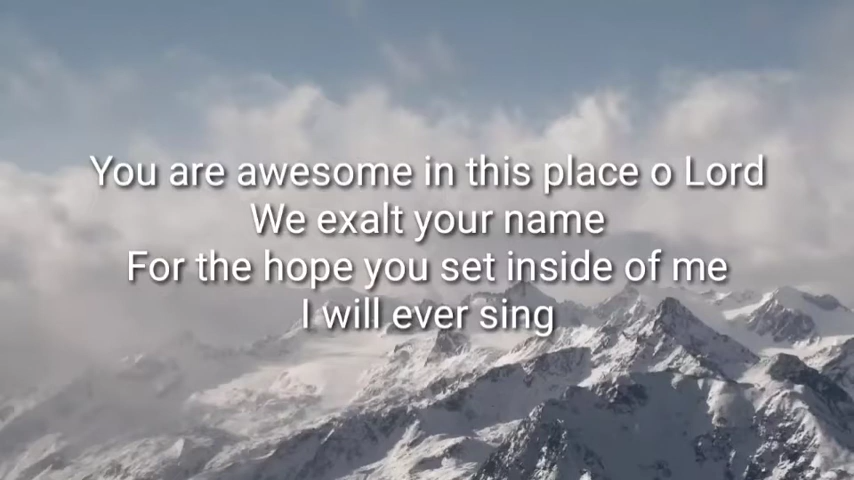 You are awesome in this place o Lord
We exalt your name
For the hope you set inside of me
I will ever sing